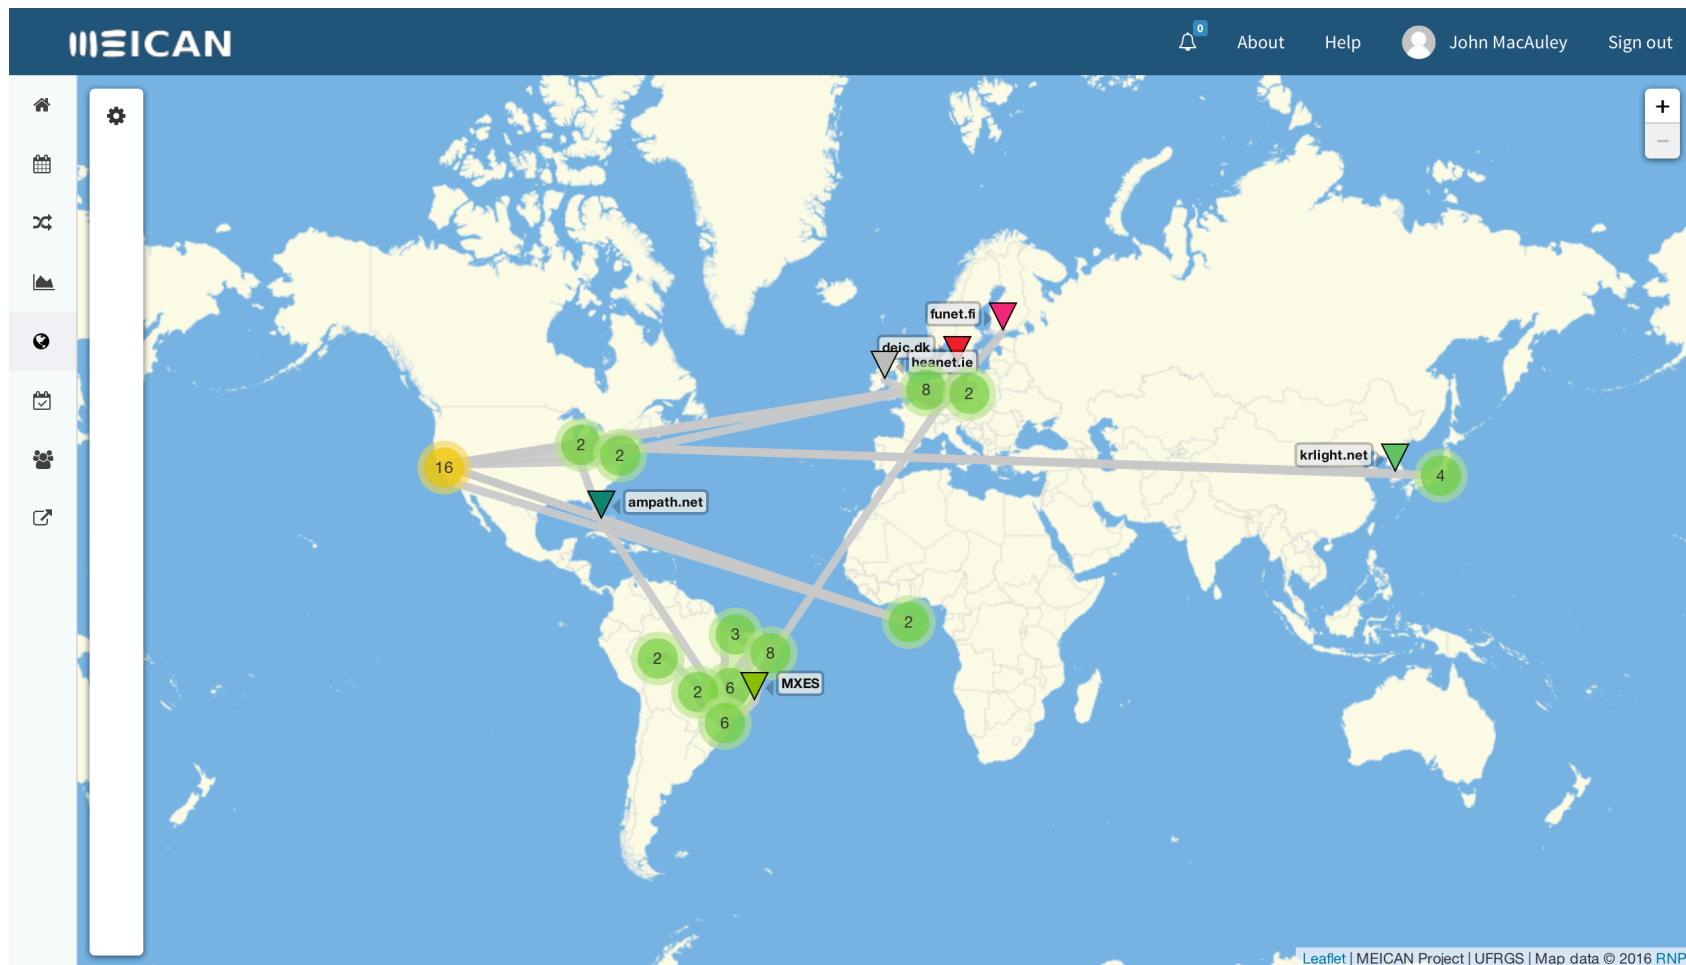 MEICAN
0
About
Help
John MacAuley
Sign out
+
−
funet.fi
deic.dk
heanet.ie
8
2
2
2
16
krlight.net
4
ampath.net
2
3
8
2
2
6
MXES
6
Leaflet | MEICAN Project | UFRGS | Map data © 2016 RNP